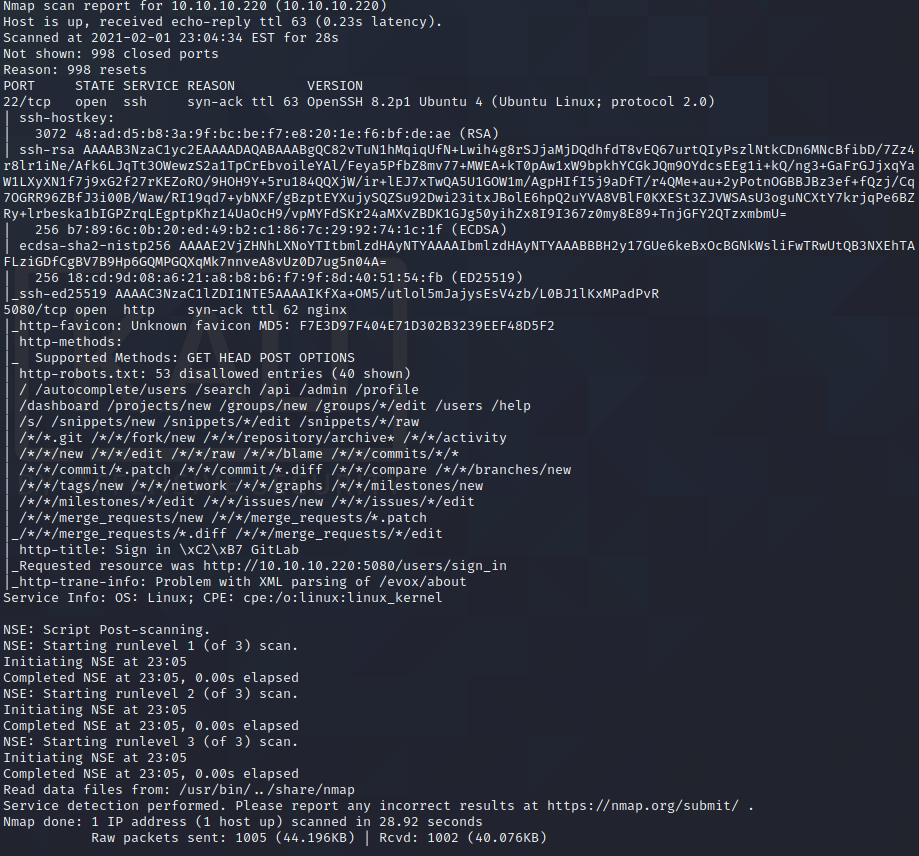 Nmap scan report for 10.10.10.220 (10.10.10.220)
Host is up, received echo-reply ttl 63 (0.23s latency).
Scanned at 2021-02-01 23:04:34 EST for 28s
Not shown: 998 closed ports
Reason: 998 resets
PORT     STATE SERVICE REASON         VERSION
22/tcp   open  ssh     syn-ack ttl 63 OpenSSH 8.2p1 Ubuntu 4 (Ubuntu Linux; protocol 2.0)
| ssh-hostkey:
|   3072 48:ad:d5:b8:3a:9f:bc:be:f7:e8:20:1e:f6:bf:de:ae (RSA)
| ssh-rsa AAAAB3NzaC1yc2EAAAADAQABAAABgQC82vTuN1hMqiqUfN+Lwih4g8rSJjaMjDQdhfdT8vEQ67urtQIyPszlNtkCDn6MNcBfibD/7Zz4
r8lr1iNe/Afk6LJqTt3OWewzS2a1TpCrEbvoileYAl/Feya5PfbZ8mv77+MWEA+kT0pAw1xW9bpkhYCGkJQm9OYdcsEEg1i+kQ/ng3+GaFrGJjxqYa
W1LXyXN1f7j9xG2f27rKEZoRO/9HOH9Y+5ru184QQXjW/ir+lEJ7xTwQA5U1GOW1m/AgpHIfI5j9aDfT/r4QMe+au+2yPotnOGBBJBz3ef+fQzj/Cq
7OGRR96ZBfJ3i00B/Waw/RI19qd7+ybNXF/gBzptEYXujySQZSu92Dwi23itxJBolE6hpQ2uYVA8VBlF0KXESt3ZJVWSAsU3oguNCXtY7krjqPe6BZ
Ry+lrbeska1bIGPZrqLEgptpKhz14UaOcH9/vpMYFdSKr24aMXvZBDK1GJg50yihZx8I9I367z0my8E89+TnjGFY2QTzxmbmU=
|   256 b7:89:6c:0b:20:ed:49:b2:c1:86:7c:29:92:74:1c:1f (ECDSA)
| ecdsa-sha2-nistp256 AAAAE2VjZHNhLXNoYTItbmlzdHAyNTYAAAAIbmlzdHAyNTYAAABBBH2y17GUe6keBxOcBGNkWsliFwTRwUtQB3NXEhTA
FLziGDfCgBV7B9Hp6GQMPGQXqMk7nnveA8vUz0D7ug5n04A=
|   256 18:cd:9d:08:a6:21:a8:b8:b6:f7:9f:8d:40:51:54:fb (ED25519)
|_ssh-ed25519 AAAAC3NzaC1lZDI1NTE5AAAAIKfXa+OM5/utlol5mJajysEsV4zb/L0BJ1lKxMPadPvR
5080/tcp open  http    syn-ack ttl 62 nginx
|_http-favicon: Unknown favicon MD5: F7E3D97F404E71D302B3239EEF48D5F2
| http-methods:
|_  Supported Methods: GET HEAD POST OPTIONS
| http-robots.txt: 53 disallowed entries (40 shown)
| / /autocomplete/users /search /api /admin /profile
| /dashboard /projects/new /groups/new /groups/*/edit /users /help
| /s/ /snippets/new /snippets/*/edit /snippets/*/raw
| /*/*.git /*/*/fork/new /*/*/repository/archive* /*/*/activity
| /*/*/new /*/*/edit /*/*/raw /*/*/blame /*/*/commits/*/*
| /*/*/commit/*.patch /*/*/commit/*.diff /*/*/compare /*/*/branches/new
| /*/*/tags/new /*/*/network /*/*/graphs /*/*/milestones/new
| /*/*/milestones/*/edit /*/*/issues/new /*/*/issues/*/edit
| /*/*/merge_requests/new /*/*/merge_requests/*.patch
|_/*/*/merge_requests/*.diff /*/*/merge_requests/*/edit
| http-title: Sign in \xC2\xB7 GitLab
|_Requested resource was http://10.10.10.220:5080/users/sign_in
|_http-trane-info: Problem with XML parsing of /evox/about
Service Info: OS: Linux; CPE: cpe:/o:linux:linux_kernel

NSE: Script Post-scanning.
NSE: Starting runlevel 1 (of 3) scan.
Initiating NSE at 23:05
Completed NSE at 23:05, 0.00s elapsed
NSE: Starting runlevel 2 (of 3) scan.
Initiating NSE at 23:05
Completed NSE at 23:05, 0.00s elapsed
NSE: Starting runlevel 3 (of 3) scan.
Initiating NSE at 23:05
Completed NSE at 23:05, 0.00s elapsed
Read data files from: /usr/bin/../share/nmap
Service detection performed. Please report any incorrect results at https://nmap.org/submit/ .
Nmap done: 1 IP address (1 host up) scanned in 28.92 seconds
           Raw packets sent: 1005 (44.196KB) | Rcvd: 1002 (40.076KB)